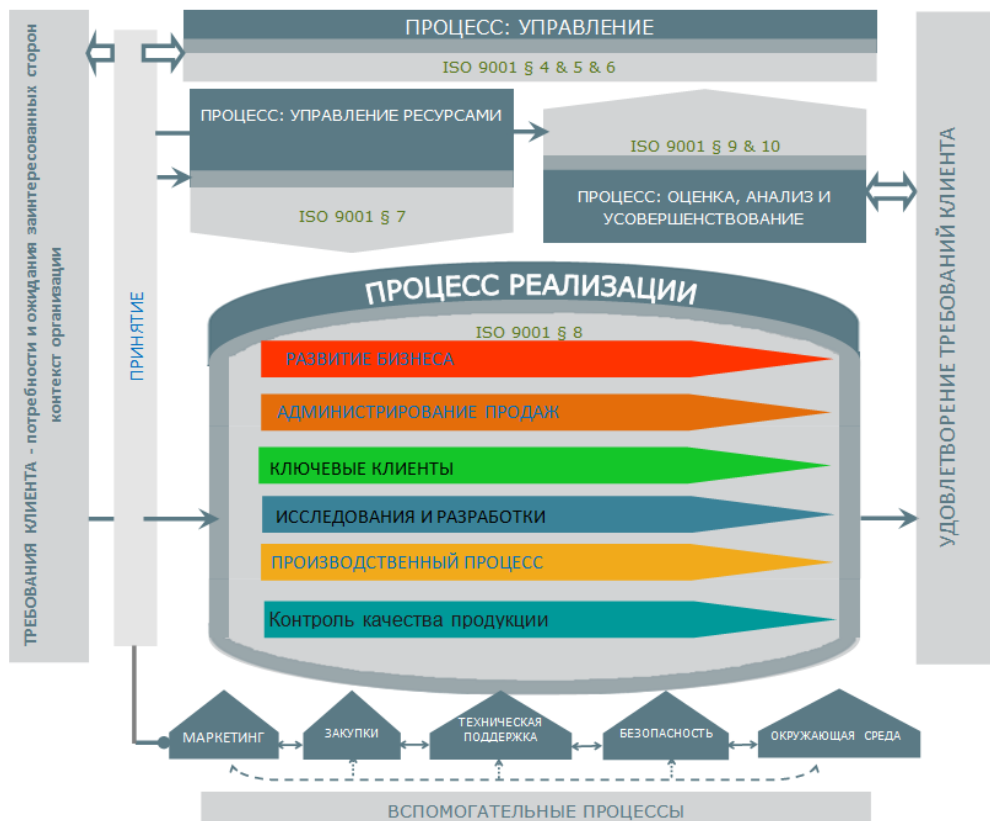 ТРЕБОВАНИЯ КЛИЕНТА - потребности и ожидания заинтересованных сторон
контекст организации
ПРИНЯТИЕ
ПРОЦЕСС: УПРАВЛЕНИЕ
ISO 9001 § 4 & 5 & 6
ПРОЦЕСС: УПРАВЛЕНИЕ РЕСУРСАМИ
ISO 9001 § 7
ISO 9001 § 9 & 10
ПРОЦЕСС: ОЦЕНКА, АНАЛИЗ И
УСОВЕРШЕНСТВОВАНИЕ
ПРОЦЕСС РЕАЛИЗАЦИИ
ISO 9001 § 8
РАЗВИТИЕ БИЗНЕСА
АДМИНИСТРИРОВАНИЕ ПРОДАЖ
КЛЮЧЕВЫЕ КЛИЕНТЫ
ИССЛЕДОВАНИЯ И РАЗРАБОТКИ
ПРОИЗВОДСТВЕННЫЙ ПРОЦЕСС
Контроль качества продукции
УДОВЛЕТВОРЕНИЕ ТРЕБОВАНИЙ КЛИЕНТА
МАРКЕТИНГ
ЗАКУПКИ
ТЕХНИЧЕСКАЯ
ПОДДЕРЖКА
БЕЗОПАСНОСТЬ
ОКРУЖАЮЩАЯ СРЕДА
ВСПОМОГАТЕЛЬНЫЕ ПРОЦЕССЫ